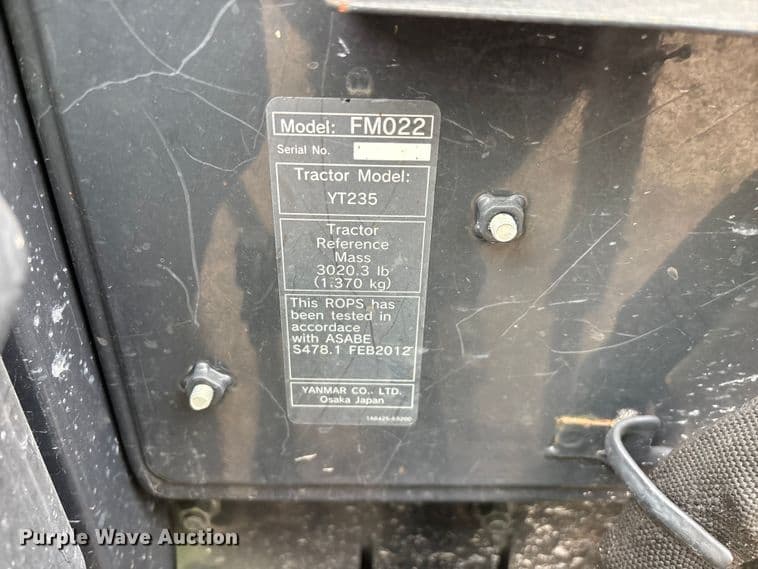 Model: FM022
Serial No.
Tractor Model:
YT235
Tractor
Reference
Mass
3020.3 lb
(1.370 kg)
This ROPS has
been tested in
accordace
with ASABE
S478.1 FEB2012
YANMAR CO., LTD.
Osaka Japan
Purple Wave Auction